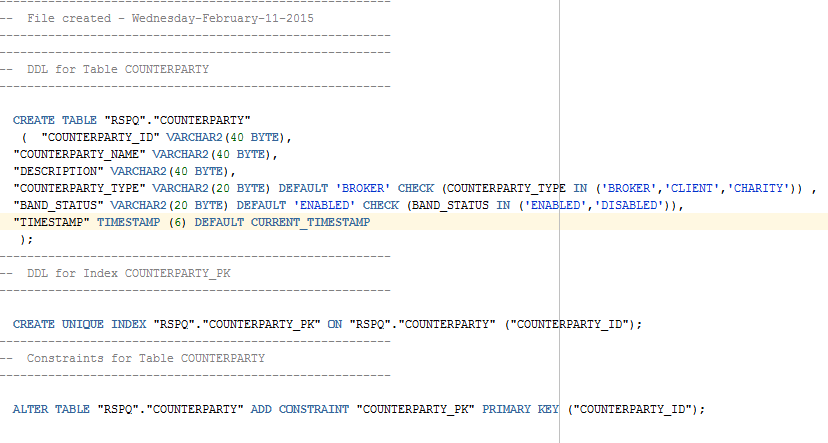 --------------------------------------------------------
--  File created - Wednesday-February-11-2015
--------------------------------------------------------
--------------------------------------------------------
--  DDL for Table COUNTERPARTY
--------------------------------------------------------
CREATE TABLE "RSPQ"."COUNTERPARTY"
( "COUNTERPARTY_ID" VARCHAR2(40 BYTE),
"COUNTERPARTY_NAME" VARCHAR2(40 BYTE),
"DESCRIPTION" VARCHAR2(40 BYTE),
"COUNTERPARTY_TYPE" VARCHAR2(20 BYTE) DEFAULT 'BROKER' CHECK (COUNTERPARTY_TYPE IN ('BROKER','CLIENT','CHARITY')) ,
"BAND_STATUS" VARCHAR2(20 BYTE) DEFAULT 'ENABLED' CHECK (BAND_STATUS IN ('ENABLED','DISABLED')),
"TIMESTAMP" TIMESTAMP (6) DEFAULT CURRENT_TIMESTAMP
);
--------------------------------------------------------
--  DDL for Index COUNTERPARTY_PK
--------------------------------------------------------
CREATE UNIQUE INDEX "RSPQ"."COUNTERPARTY_PK" ON "RSPQ"."COUNTERPARTY" ("COUNTERPARTY_ID");
--------------------------------------------------------
--  Constraints for Table COUNTERPARTY
--------------------------------------------------------
ALTER TABLE "RSPQ"."COUNTERPARTY" ADD CONSTRAINT "COUNTERPARTY_PK" PRIMARY KEY ("COUNTERPARTY_ID");